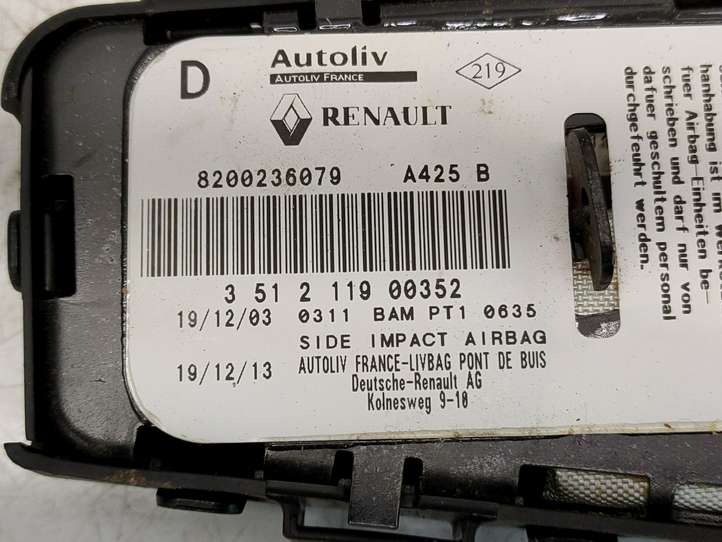 D
Autoliv
AUTOLIV FRANCE
219
RENAULT
8200236079 A425 B
3 51 2 119 00352
19/12/03 0311 BAM PT1 0635
SIDE IMPACT AIRBAG
19/12/13 AUTOLIV FRANCE-LIVBAG PONT DE BUIS
Deutsche-Renault AG
Kolnesweg 9-10
hanhabung ist im
fuer Airbag-Einheiten be-
schrieben und darf nur von
dafuer geschultem personal
durchgefuehrt werden.